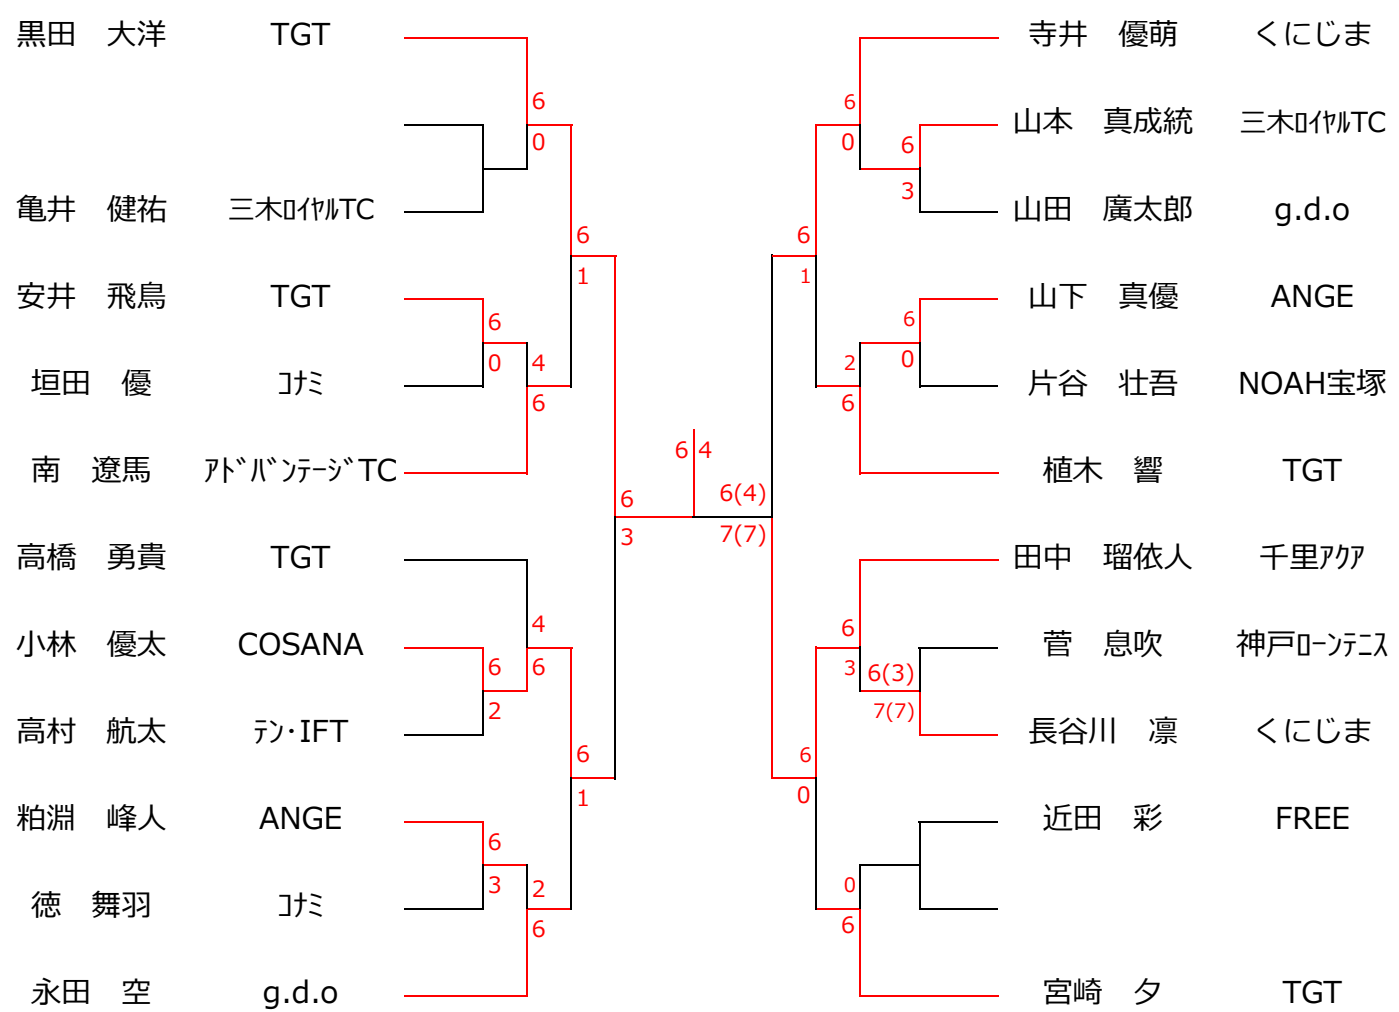 黒田　大洋 TGT
6
0
亀井　健祐 三木ﾛｲﾔﾙTC
6
1
安井　飛鳥 TGT
6
0
4
6
垣田　優 ｺﾅﾐ
南　遼馬 ｱﾄﾞﾊﾞﾝﾃｰｼﾞTC
6
3
高橋　勇貴 TGT
4
6
小林　優太 COSANA
6
2
高村　航太 ﾃﾝ・IFT
6
1
粕淵　峰人 ANGE
6
3
2
6
徳　舞羽 ｺﾅﾐ
永田　空 g.d.o
6 4
寺井　優萌 くにじま
6
0
山本　真成統 三木ﾛｲﾔﾙTC
6
3
山田　廣太郎 g.d.o
6
1
山下　真優 ANGE
6
0
2
6
片谷　壮吾 NOAH宝塚
植木　響 TGT
6(4)
7(7)
田中　瑠依人 千里ｱｸｱ
6
3
菅　息吹 神戸ﾛｰﾝﾃﾆｽ
6(3)
7(7)
長谷川　凛 くにじま
6
0
近田　彩 FREE
0
6
宮崎　夕 TGT